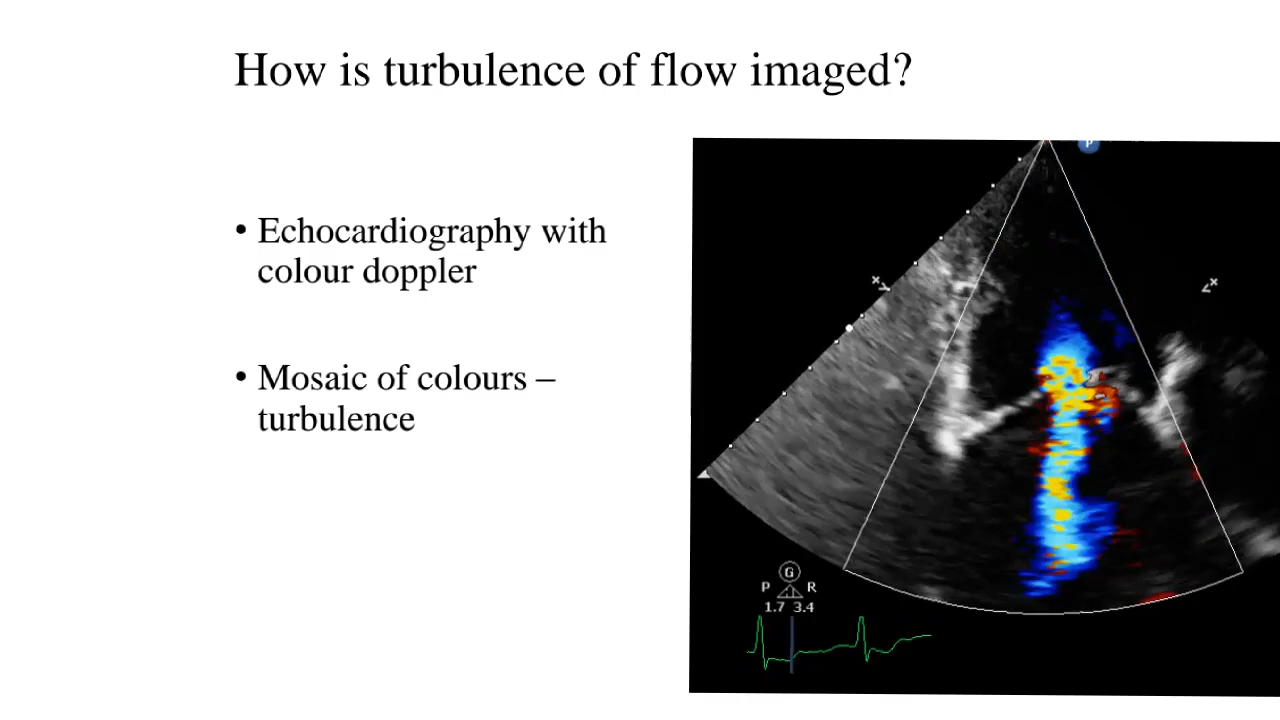 How is turbulence of flow imaged?
• Echocardiography with
colour doppler
• Mosaic of colours –
turbulence
P
G
P R
1.7 3.4
x
x